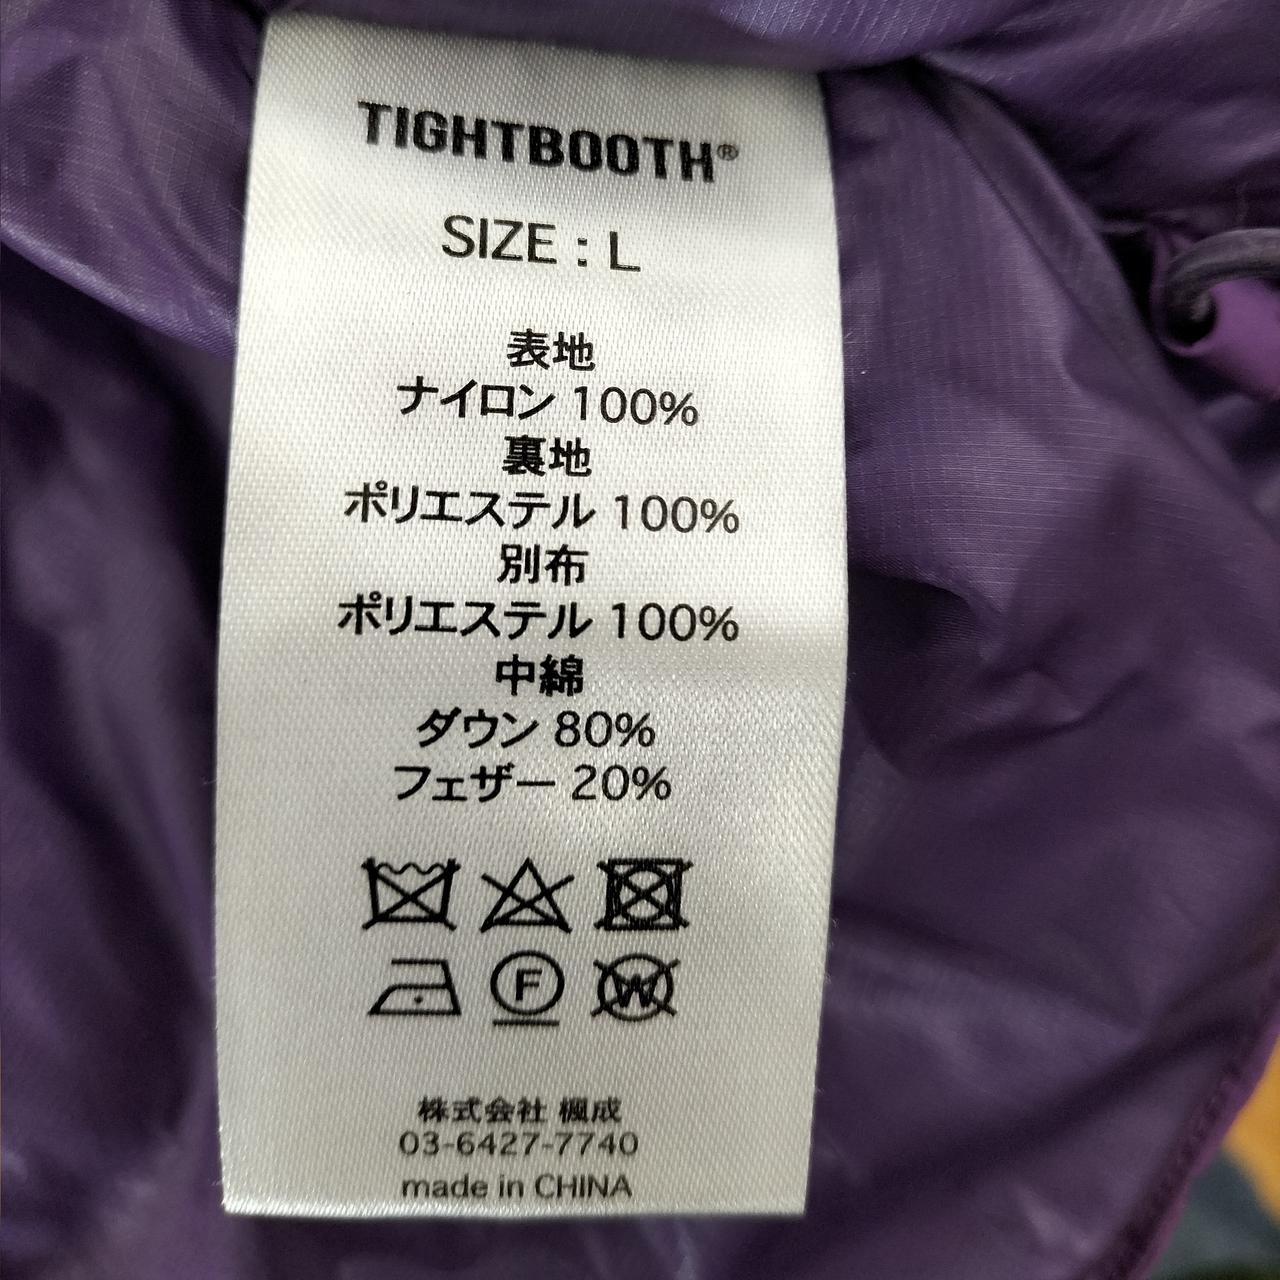 TIGHTBOOTH®
SIZE : L
表地
ナイロン 100%
裏地
ポリエステル 100%
別布
ポリエステル 100%
中綿
ダウン 80%
フェザー 20%
F W
株式会社 楓成
03-6427-7740
made in CHINA